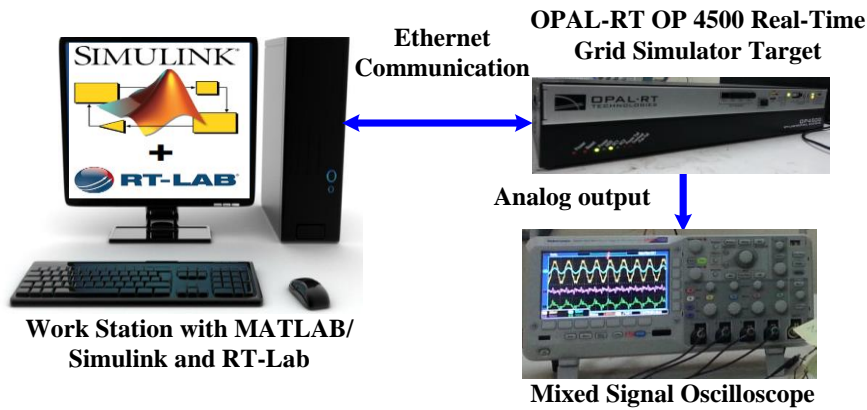 SIMULINK
+
RT-LAB
Ethernet
Communication
OPAL-RT OP 4500 Real-Time
Grid Simulator Target
OPAL-RT
TECHNOLOGIES
OP4500
Analog output
Work Station with MATLAB/
Simulink and RT-Lab
Mixed Signal Oscilloscope